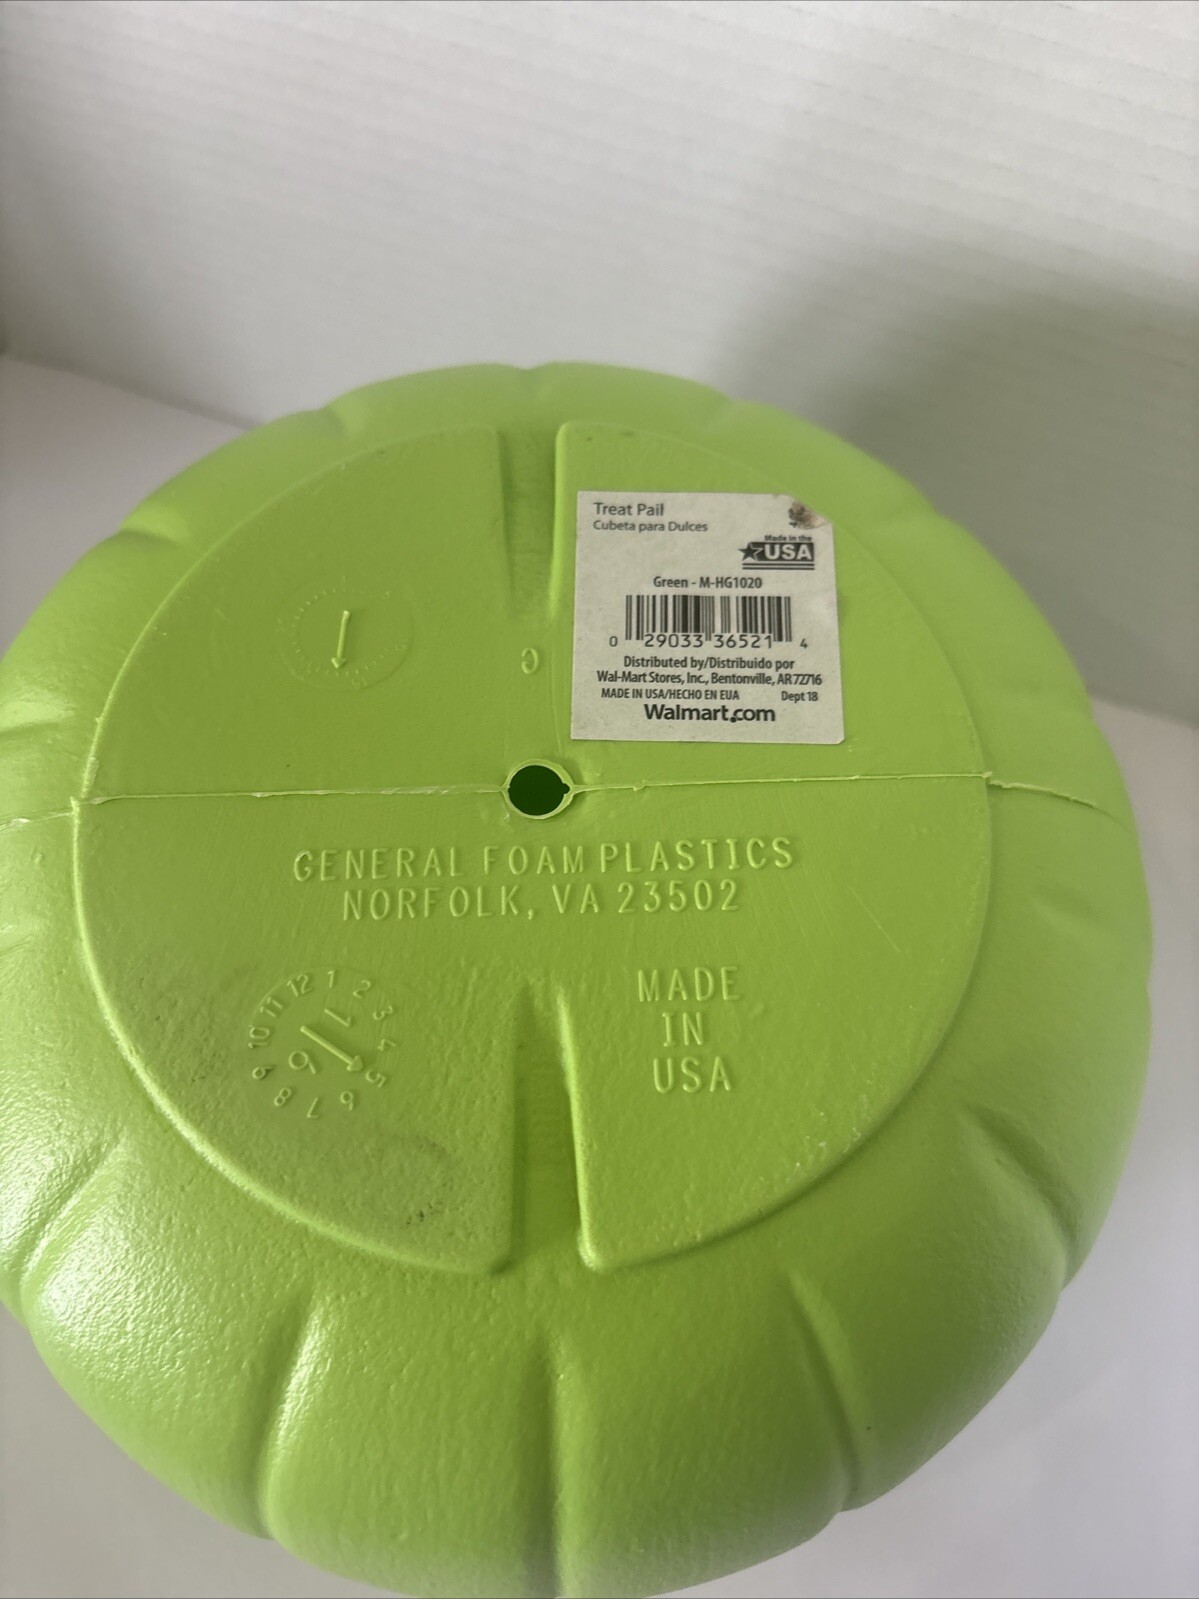 Treat Pail
Cubeta para Dulces
Made in the
USA
Green - M-HG1020
0 29033 36521 4
Distributed by/Distribuido por
Wal-Mart Stores, Inc., Bentonville, AR 72716
MADE IN USA/HECHO EN EUA Dept 18
Walmart.com
G
GENERAL FOAM PLASTICS
NORFOLK, VA 23502
MADE
IN
USA
12 1 2 3 4 5 6 7 8 9 10 11